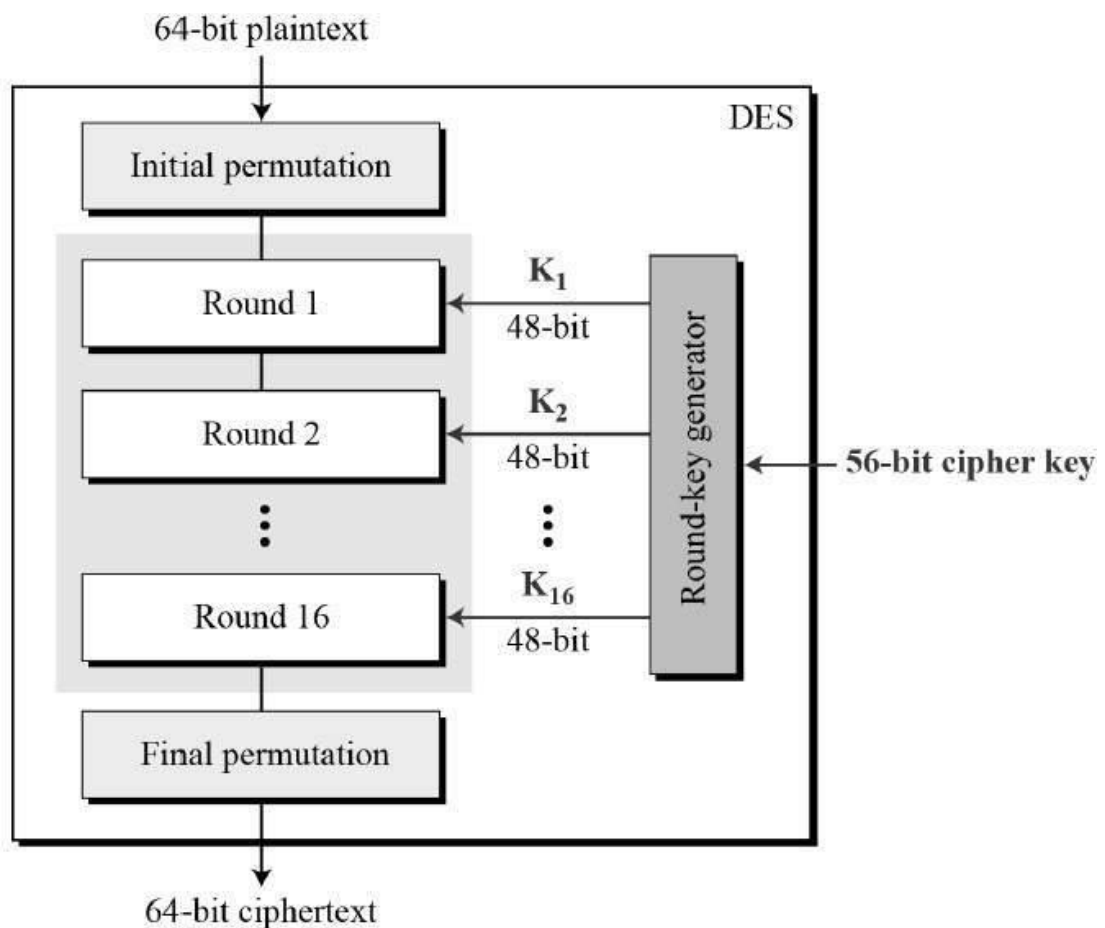 64-bit plaintext
DES
Initial permutation
Round 1
K1
48-bit
Round 2
K2
48-bit
Round-key generator
56-bit cipher key
Round 16
K16
48-bit
Final permutation
64-bit ciphertext